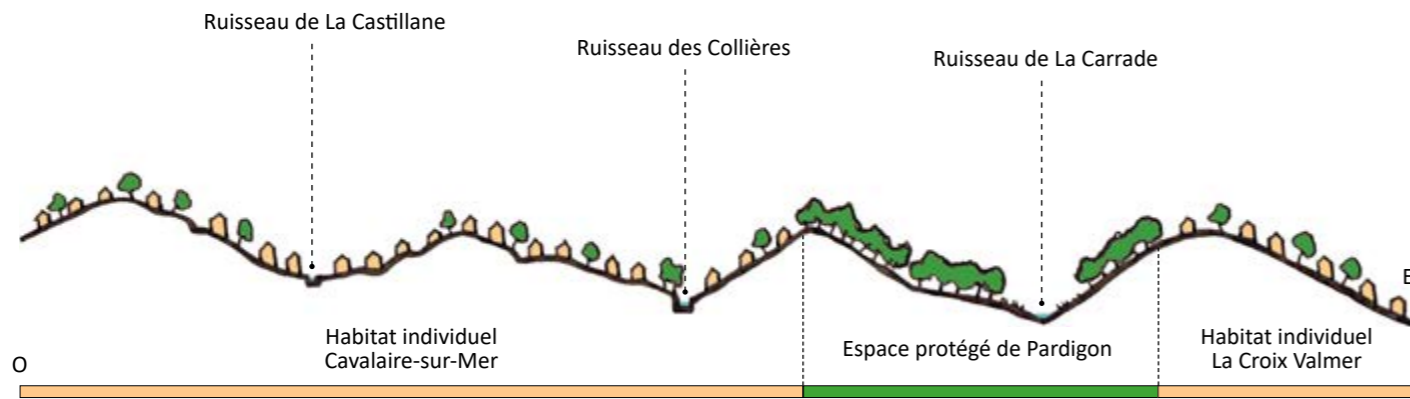 Ruisseau de La Castillane
Ruisseau des Collières
Ruisseau de La Carrade
E
Habitat individuel
Cavalaire-sur-Mer
Espace protégé de Pardigon
Habitat individuel
La Croix Valmer
O